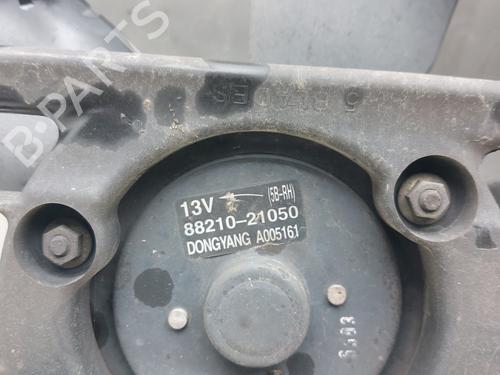 B-PARTS
5 BLADES
13V (5B-RH)
88210-21050
DONGYANG A005161